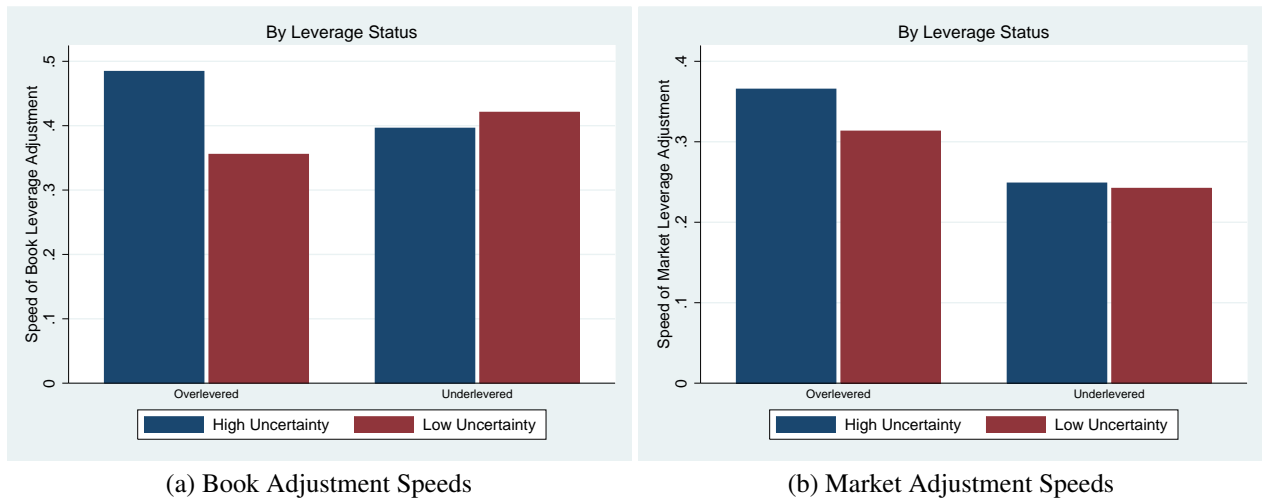 By Leverage Status
Speed of Book Leverage Adjustment
.5
.4
.3
.2
.1
0
Overlevered
Underlevered
High Uncertainty
Low Uncertainty
(a) Book Adjustment Speeds
By Leverage Status
Speed of Market Leverage Adjustment
.4
.3
.2
.1
0
Overlevered
Underlevered
High Uncertainty
Low Uncertainty
(b) Market Adjustment Speeds